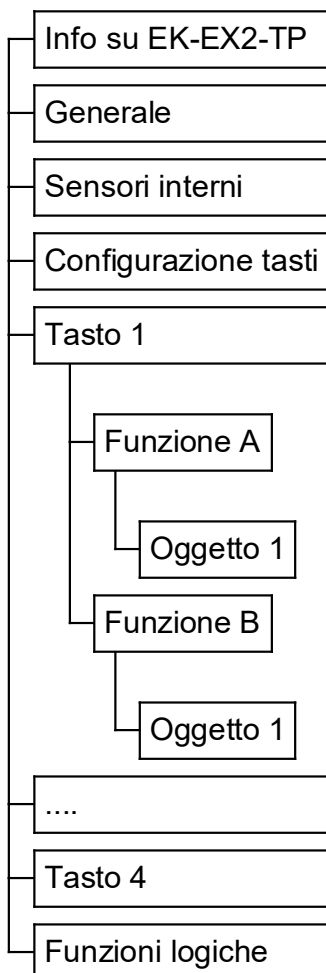 Info su EK-EX2-TP
Generale
Sensori interni
Configurazione tasti
Tasto 1
Funzione A
Oggetto 1
Funzione B
Oggetto 1
....
Tasto 4
Funzioni logiche